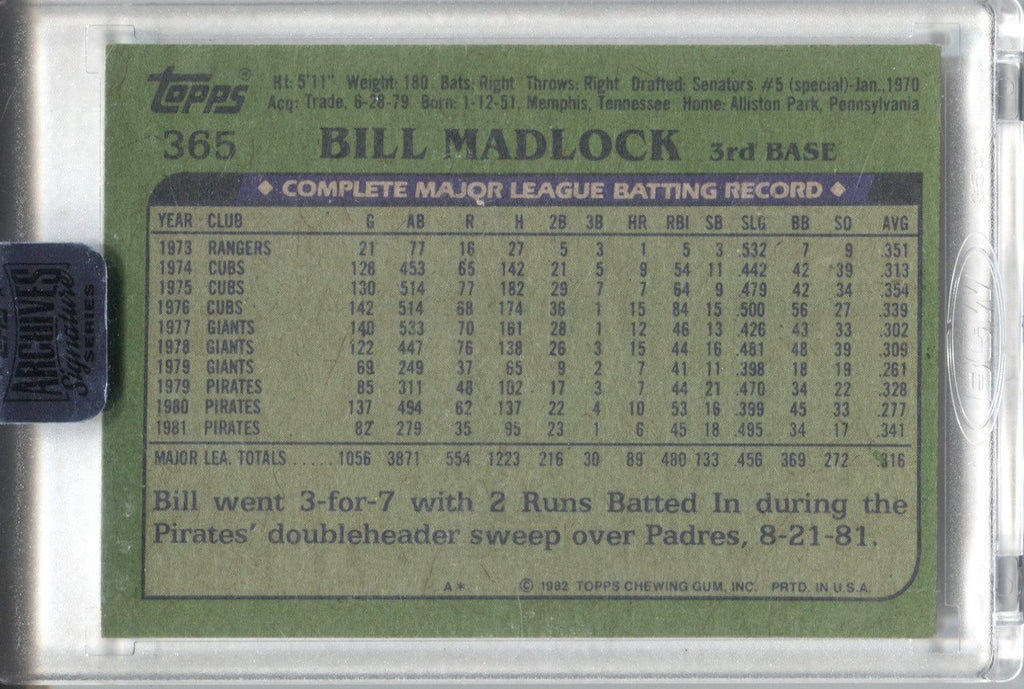 Topps®
Ht: 5'11" Weight: 180 Bats: Right Throws: Right Drafted: Senators #5 (special)-Jan., 1970
Acq: Trade, 6-28-79 Born: 1-12-51, Memphis, Tennessee Home: Alliston Park, Pennsylvania
365 BILL MADLOCK 3rd BASE
◆ COMPLETE MAJOR LEAGUE BATTING RECORD ◆
YEAR CLUB G AB R H 2B 3B HR RBI SB SLG BB SO AVG
1973 RANGERS 21 77 16 27 5 3 1 5 3 .532 7 9 .351
1974 CUBS 128 453 65 142 21 5 9 54 11 .442 42 39 .313
1975 CUBS 130 514 77 182 29 7 7 64 9 .479 42 34 .354
1976 CUBS 142 514 68 174 36 1 15 84 15 .500 56 27 .339
1977 GIANTS 140 533 70 161 28 1 12 46 13 .426 43 33 .302
1978 GIANTS 122 447 76 138 26 3 15 44 16 .481 48 39 .309
1979 GIANTS 69 249 37 65 9 2 7 41 11 .398 18 19 .261
1979 PIRATES 85 311 48 102 17 3 7 44 21 .470 34 22 .328
1980 PIRATES 137 494 62 137 22 4 10 53 16 .399 45 33 .277
1981 PIRATES 82 279 35 95 23 1 6 45 18 .495 34 17 .341
MAJOR LEA. TOTALS ..... 1056 3871 554 1223 216 30 89 480 133 .456 369 272 .316
Bill went 3-for-7 with 2 Runs Batted In during the
Pirates' doubleheader sweep over Padres, 8-21-81.
A* © 1982 TOPPS CHEWING GUM, INC. PRTD. IN U.S.A.
ARCHIVES
Signature
SERIES